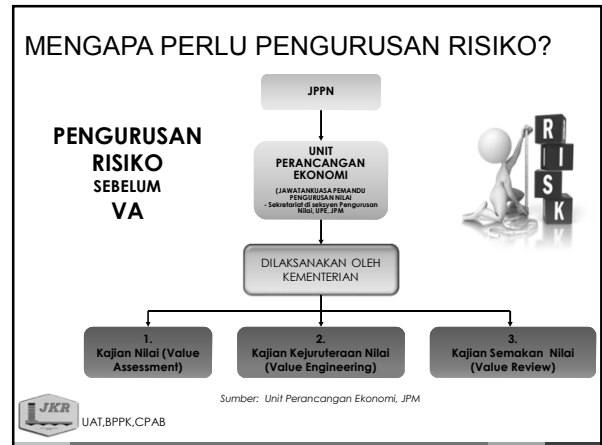 MENGAPA PERLU PENGURUSAN RISIKO?
JPPN
PENGURUSAN
RISIKO
SEBELUM
VA
UNIT
PERANCANGAN
EKONOMI
(JAWATANKUASA PEMANDU
PENGURUSAN NILAI
- Sekretariat di seksyen Pengurusan
Nilai, UPE, JPM
R
I
S
K
DILAKSANAKAN OLEH
KEMENTERIAN
1.
Kajian Nilai (Value
Assessment)
2.
Kajian Kejuruteraan Nilai
(Value Engineering)
3.
Kajian Semakan Nilai
(Value Review)
Sumber: Unit Perancangan Ekonomi, JPM
JKR
UAT,BPPK,CPAB